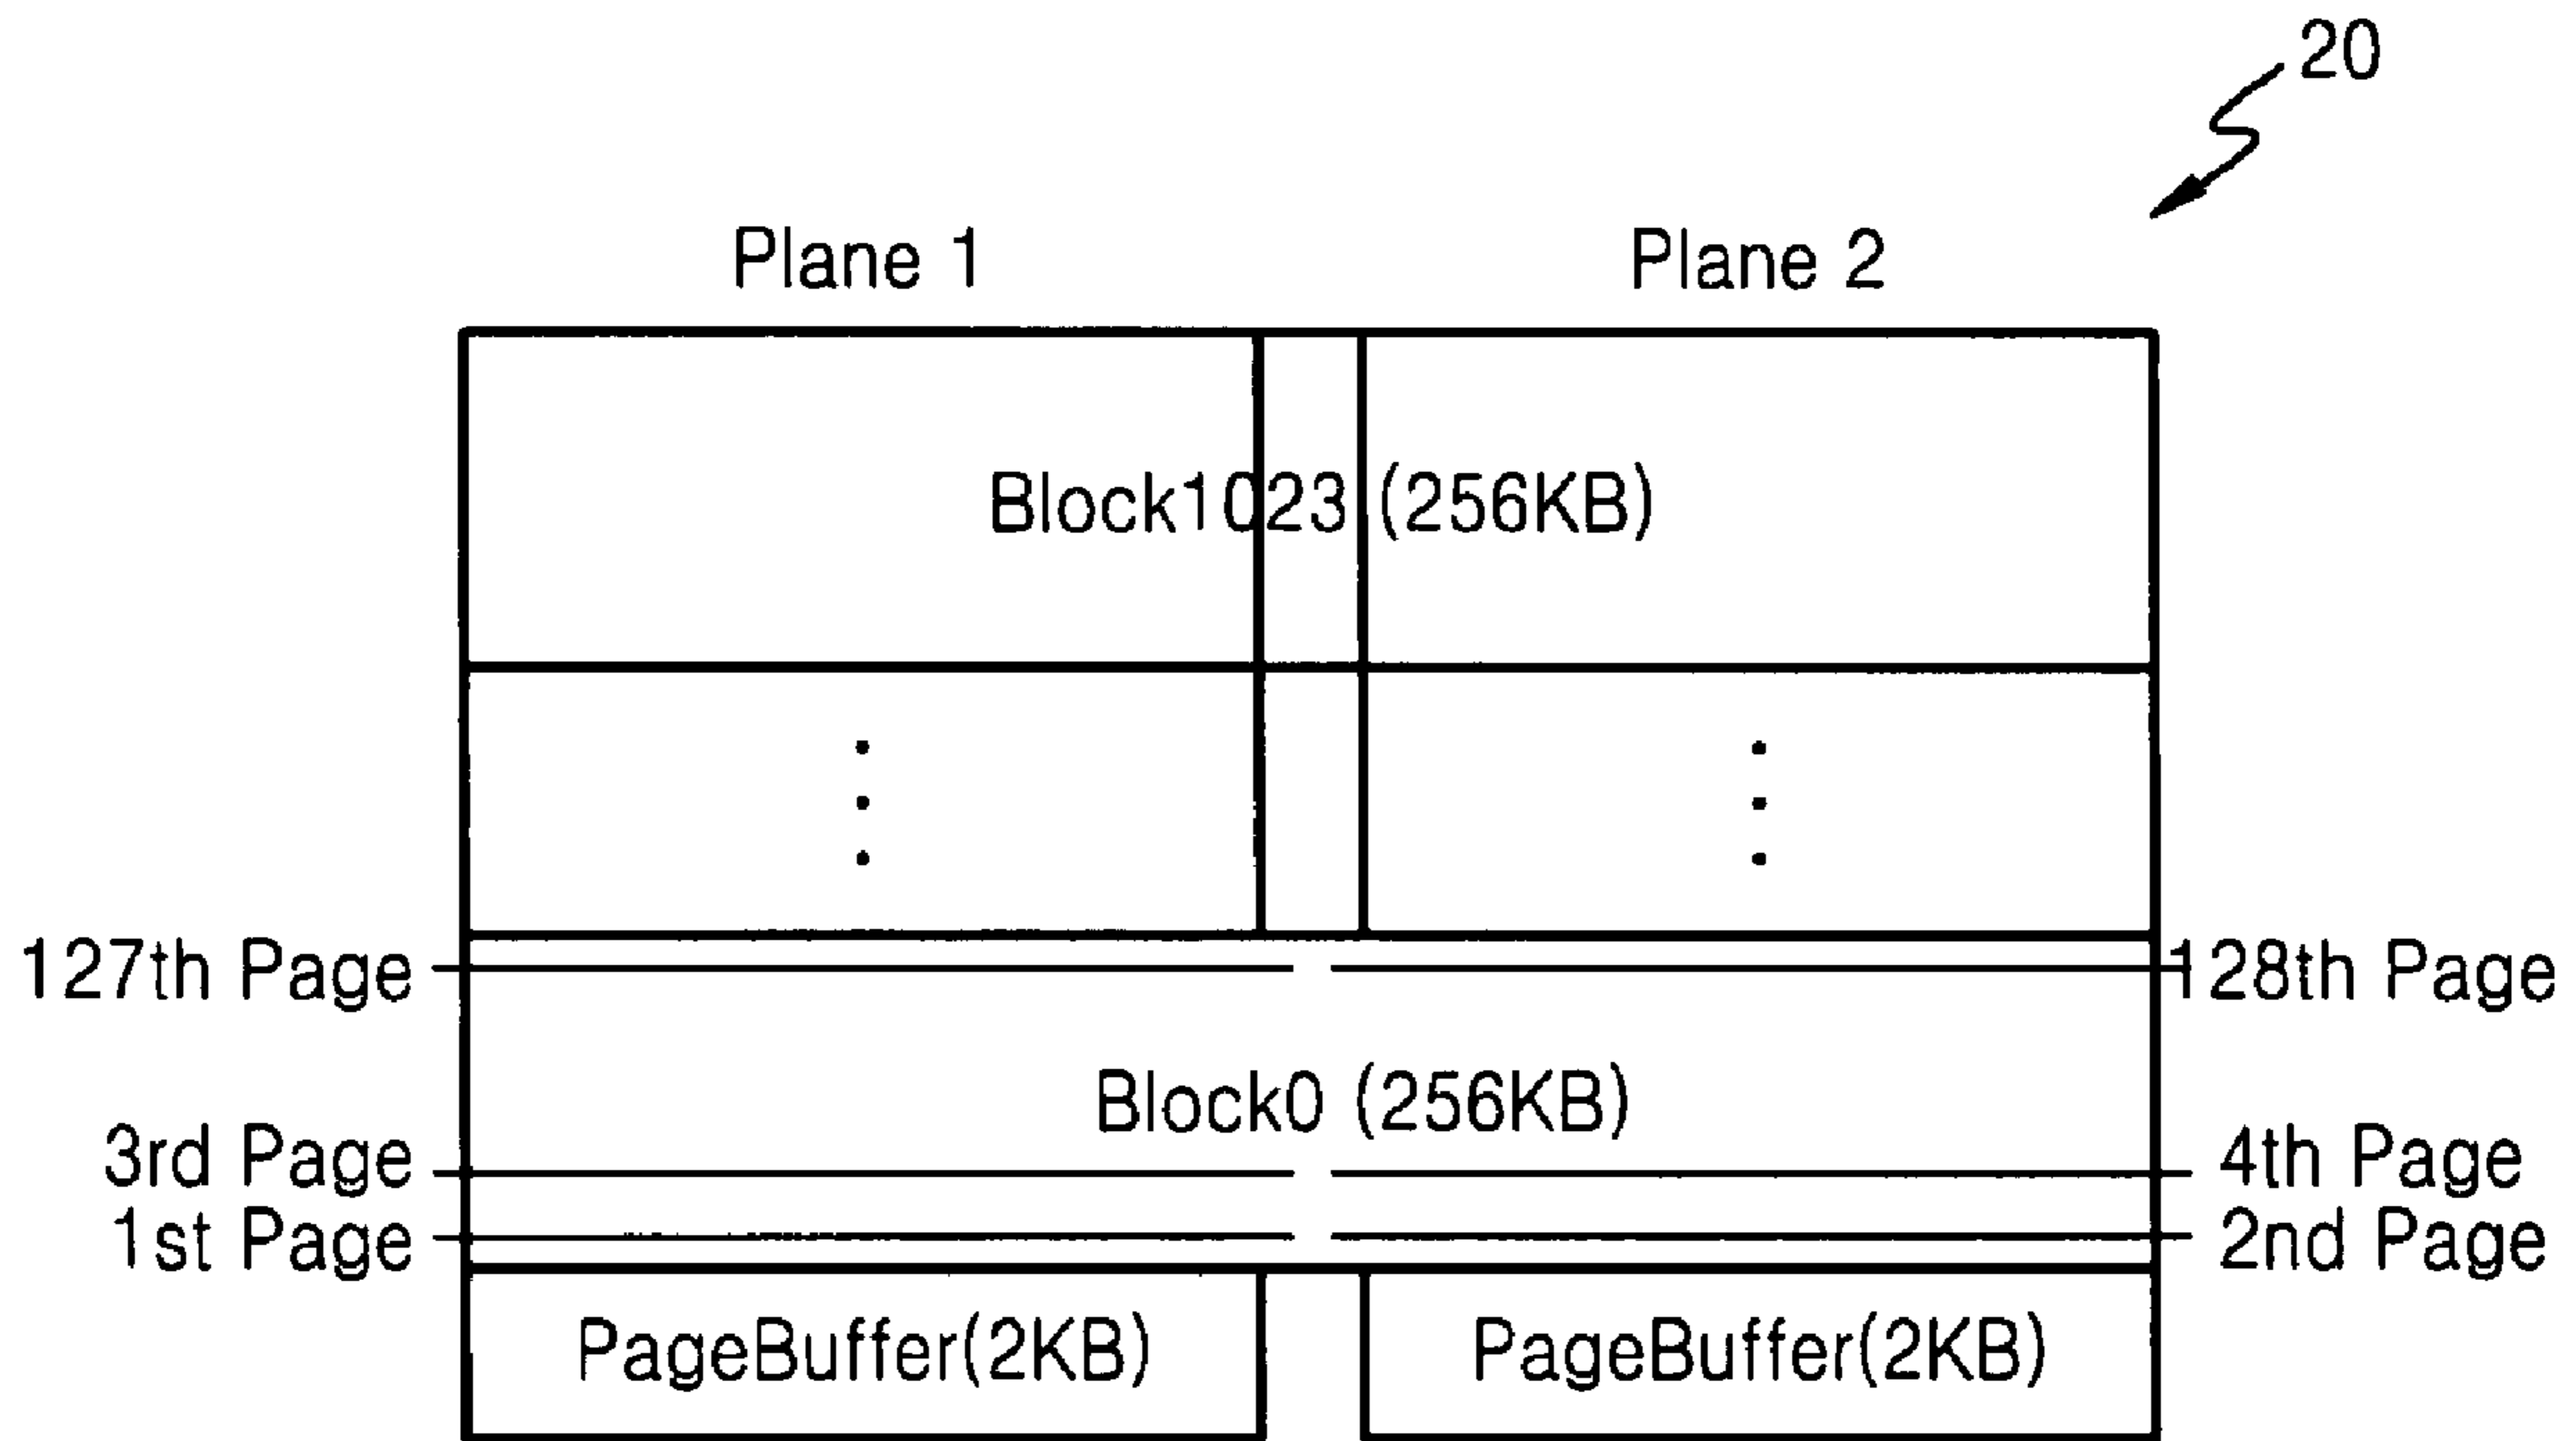 20
Plane 1 Plane 2
Block1023 (256KB)
127th Page 128th Page
Block0 (256KB)
3rd Page 4th Page
1st Page 2nd Page
PageBuffer(2KB) PageBuffer(2KB)